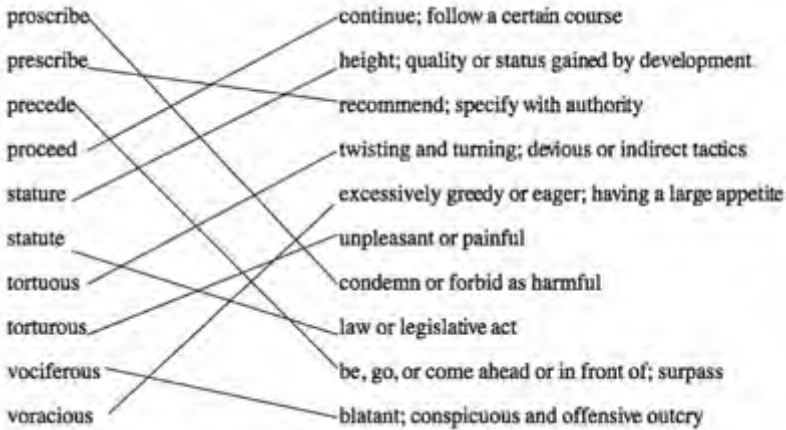 proscribe continue; follow a certain course
prescribe height; quality or status gained by development
precede recommend; specify with authority
proceed twisting and turning; devious or indirect tactics
stature excessively greedy or eager; having a large appetite
statute unpleasant or painful
tortuous condemn or forbid as harmful
torturous law or legislative act
vociferous be, go, or come ahead or in front of; surpass
voracious blatant; conspicuous and offensive outcry